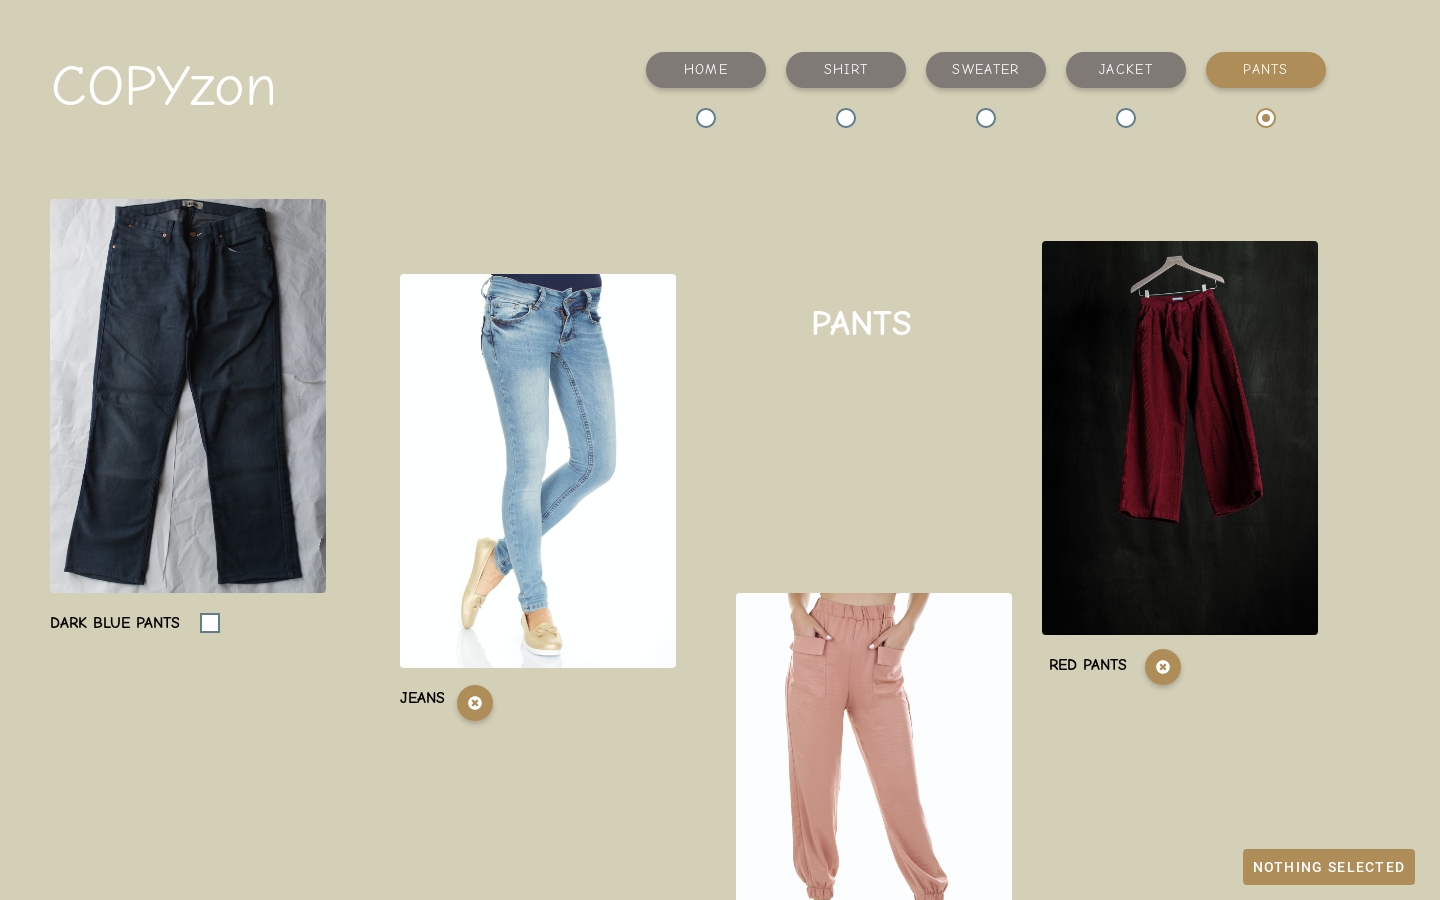 COPYzon
HOME
SHIRT
SWEATER
JACKET
PANTS
PANTS
DARK BLUE PANTS
JEANS
RED PANTS
NOTHING SELECTED